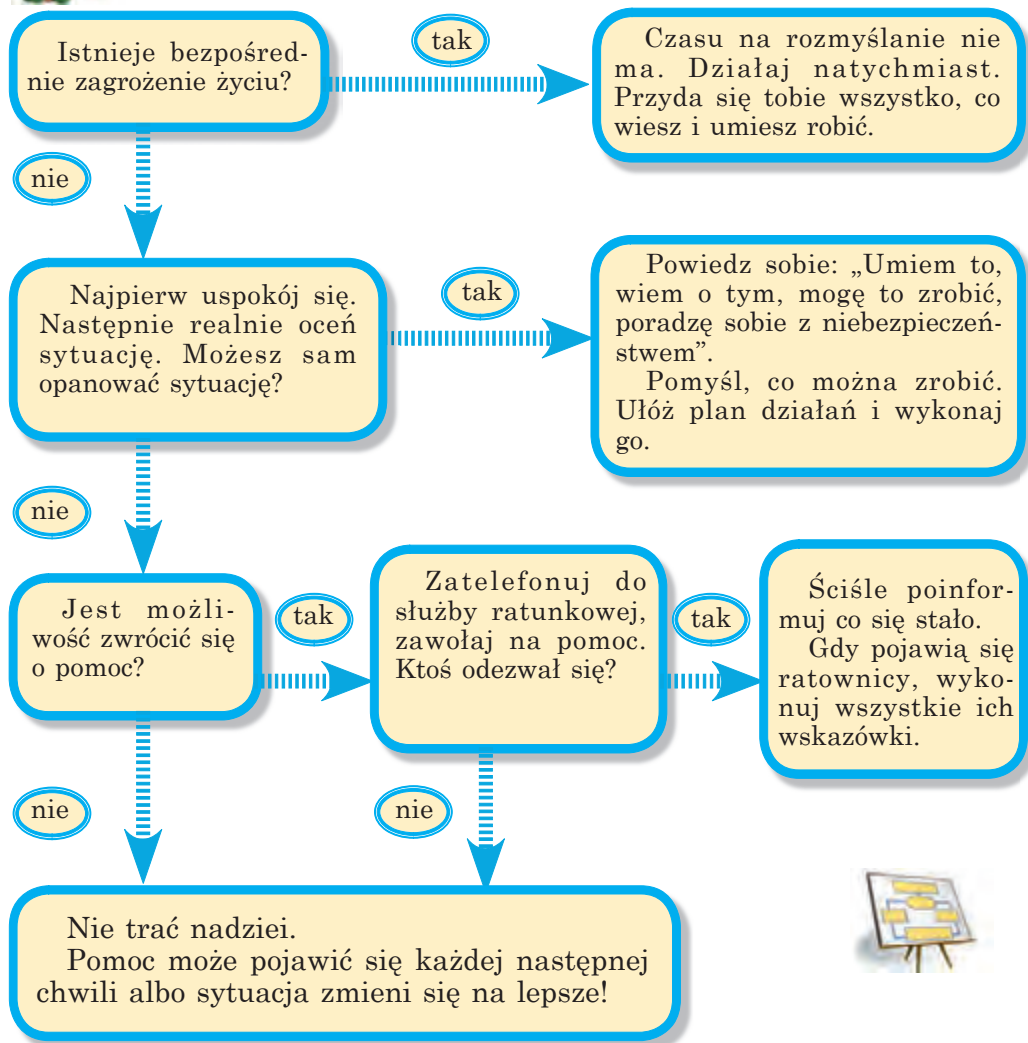 Istnieje bezpośred-
nie zagrożenie życiu?
tak
Czasu na rozmyślanie nie
ma. Działaj natychmiast.
Przyda się tobie wszystko, co
wiesz i umiesz robić.
nie
Najpierw uspokój się.
Następnie realnie oceń
sytuację. Możesz sam
opanować sytuację?
tak
Powiedz sobie: „Umiem to,
wiem o tym, mogę to zrobić,
poradzę sobie z niebezpieczeń-
stwem”.
Pomyśl, co można zrobić.
Ułóż plan działań i wykonaj
go.
nie
Jest możli-
wość zwrócić się
o pomoc?
tak
Zatelefonuj do
służby ratunkowej,
zawołaj na pomoc.
Ktoś odezwał się?
tak
Ściśle poinfor-
muj co się stało.
Gdy pojawią się
ratownicy, wyko-
nuj wszystkie ich
wskazówki.
nie
nie
Nie trać nadziei.
Pomoc może pojawić się każdej następnej
chwili albo sytuacja zmieni się na lepsze!